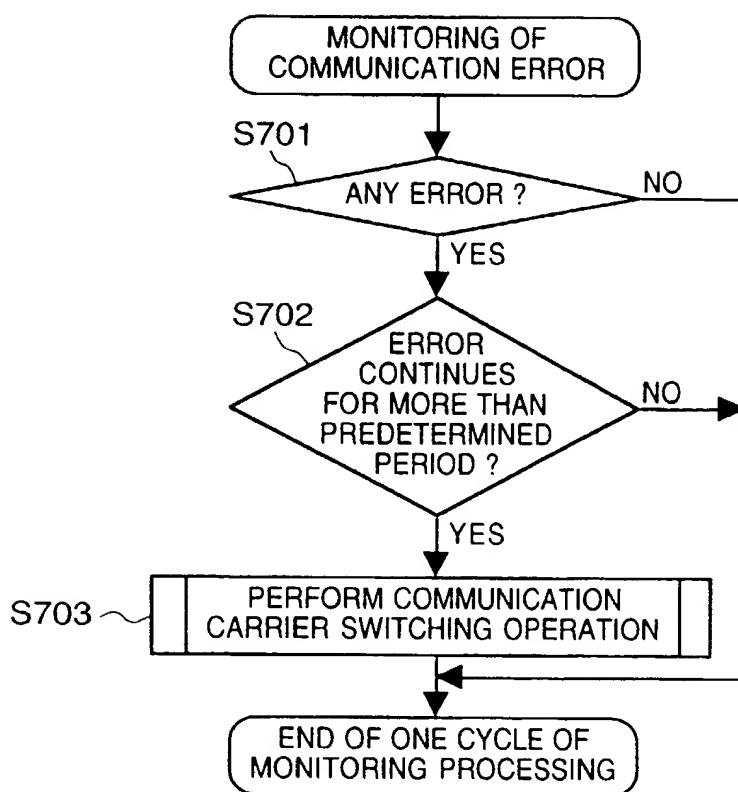 MONITORING OF
COMMUNICATION ERROR
S701
ANY ERROR ?
NO
YES
S702
ERROR
CONTINUES
FOR MORE THAN
PREDETERMINED
PERIOD ?
NO
YES
S703
PERFORM COMMUNICATION
CARRIER SWITCHING OPERATION
END OF ONE CYCLE OF
MONITORING PROCESSING